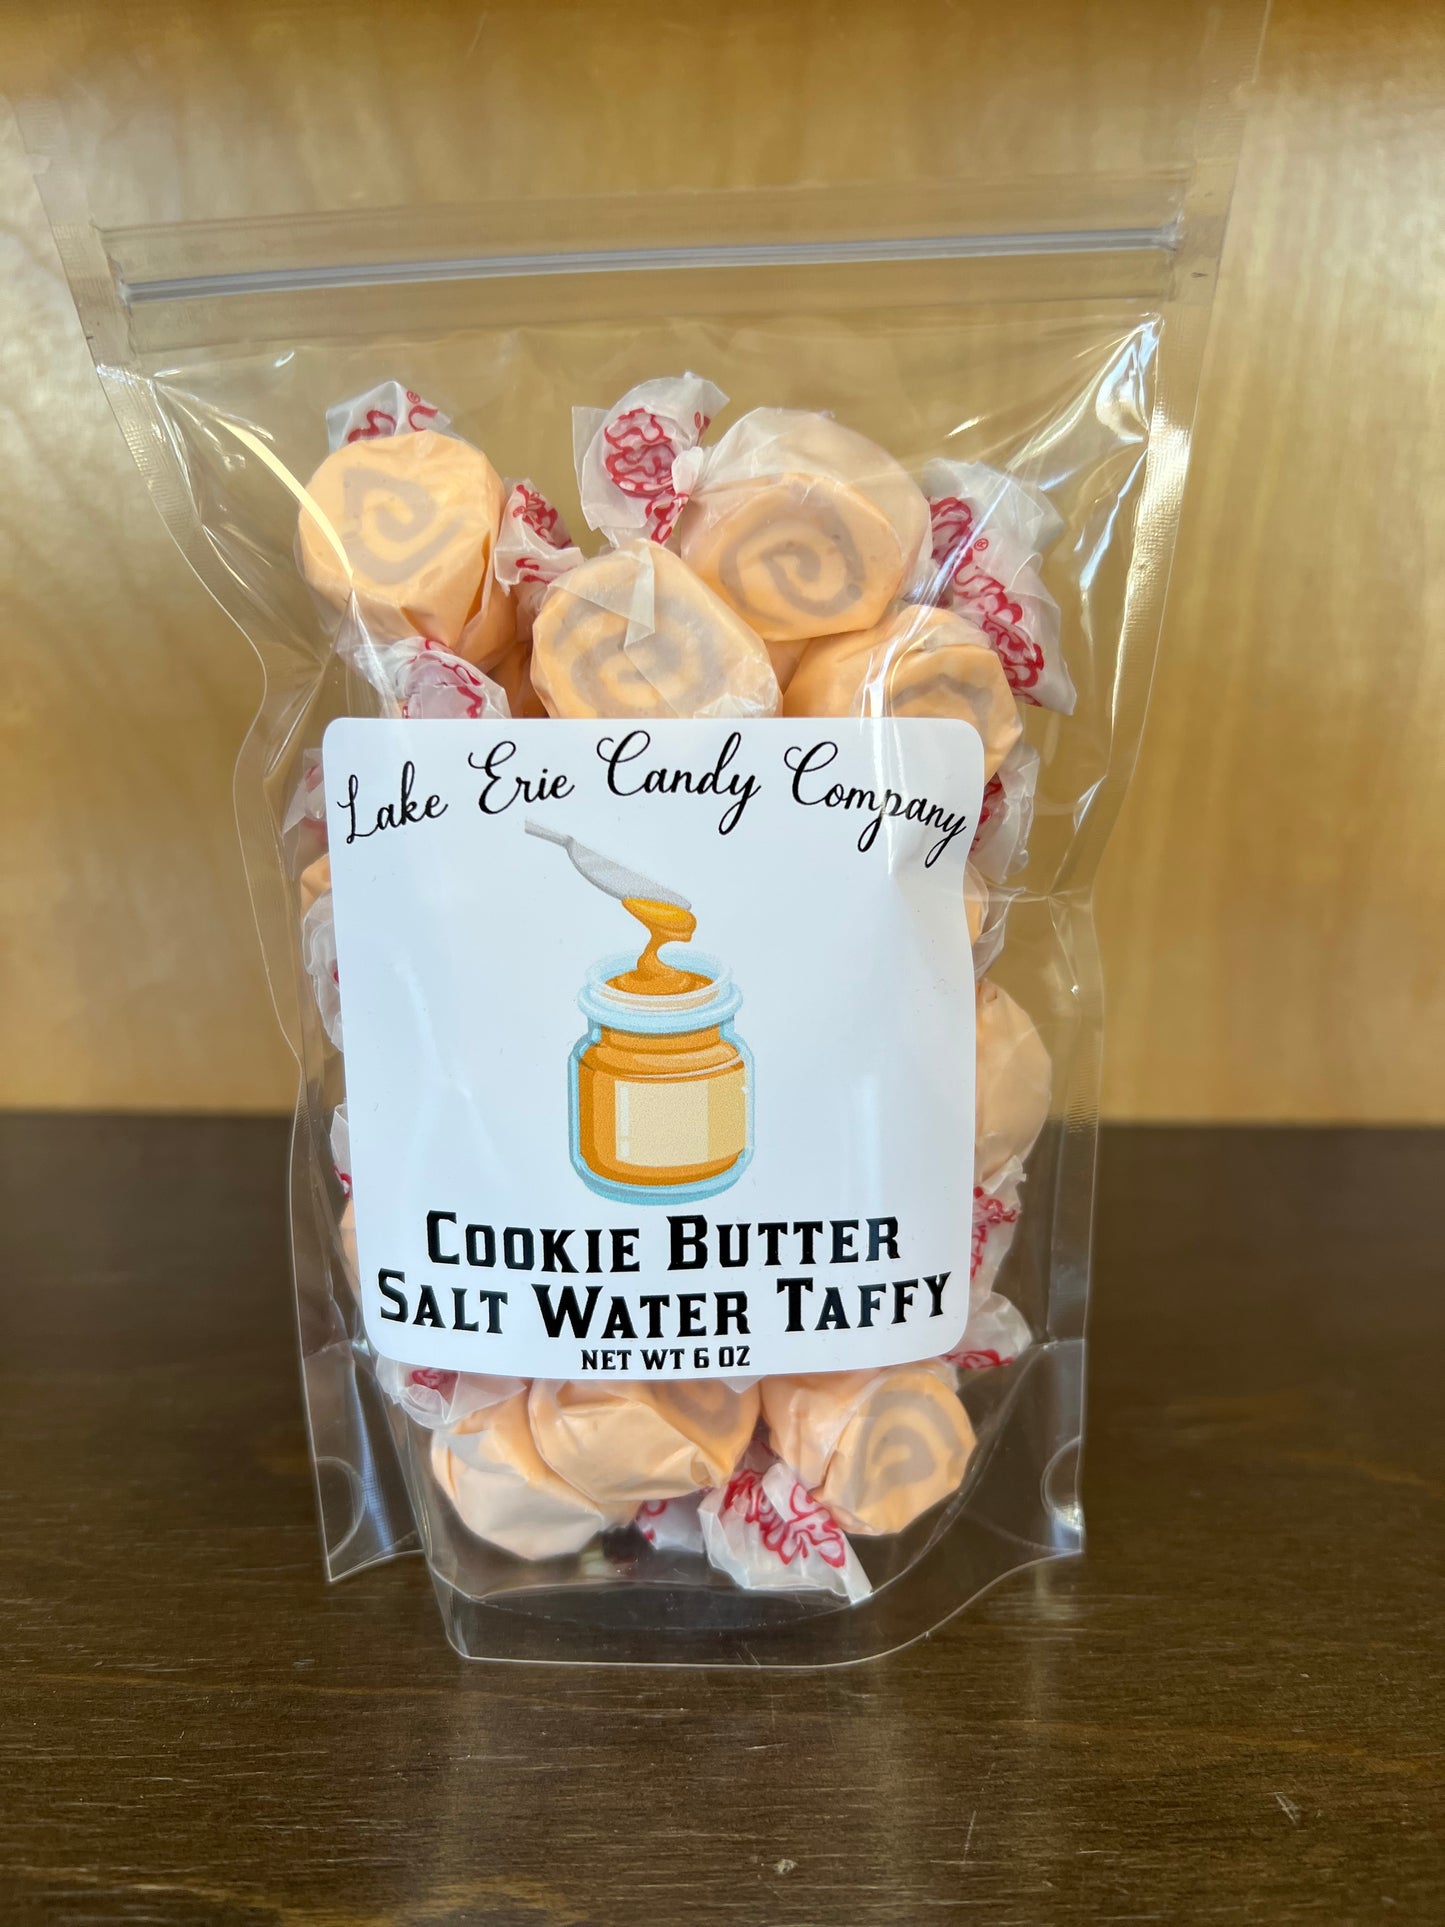 Lake Erie Candy Company
Cookie Butter
Salt Water Taffy
NET WT 6 OZ